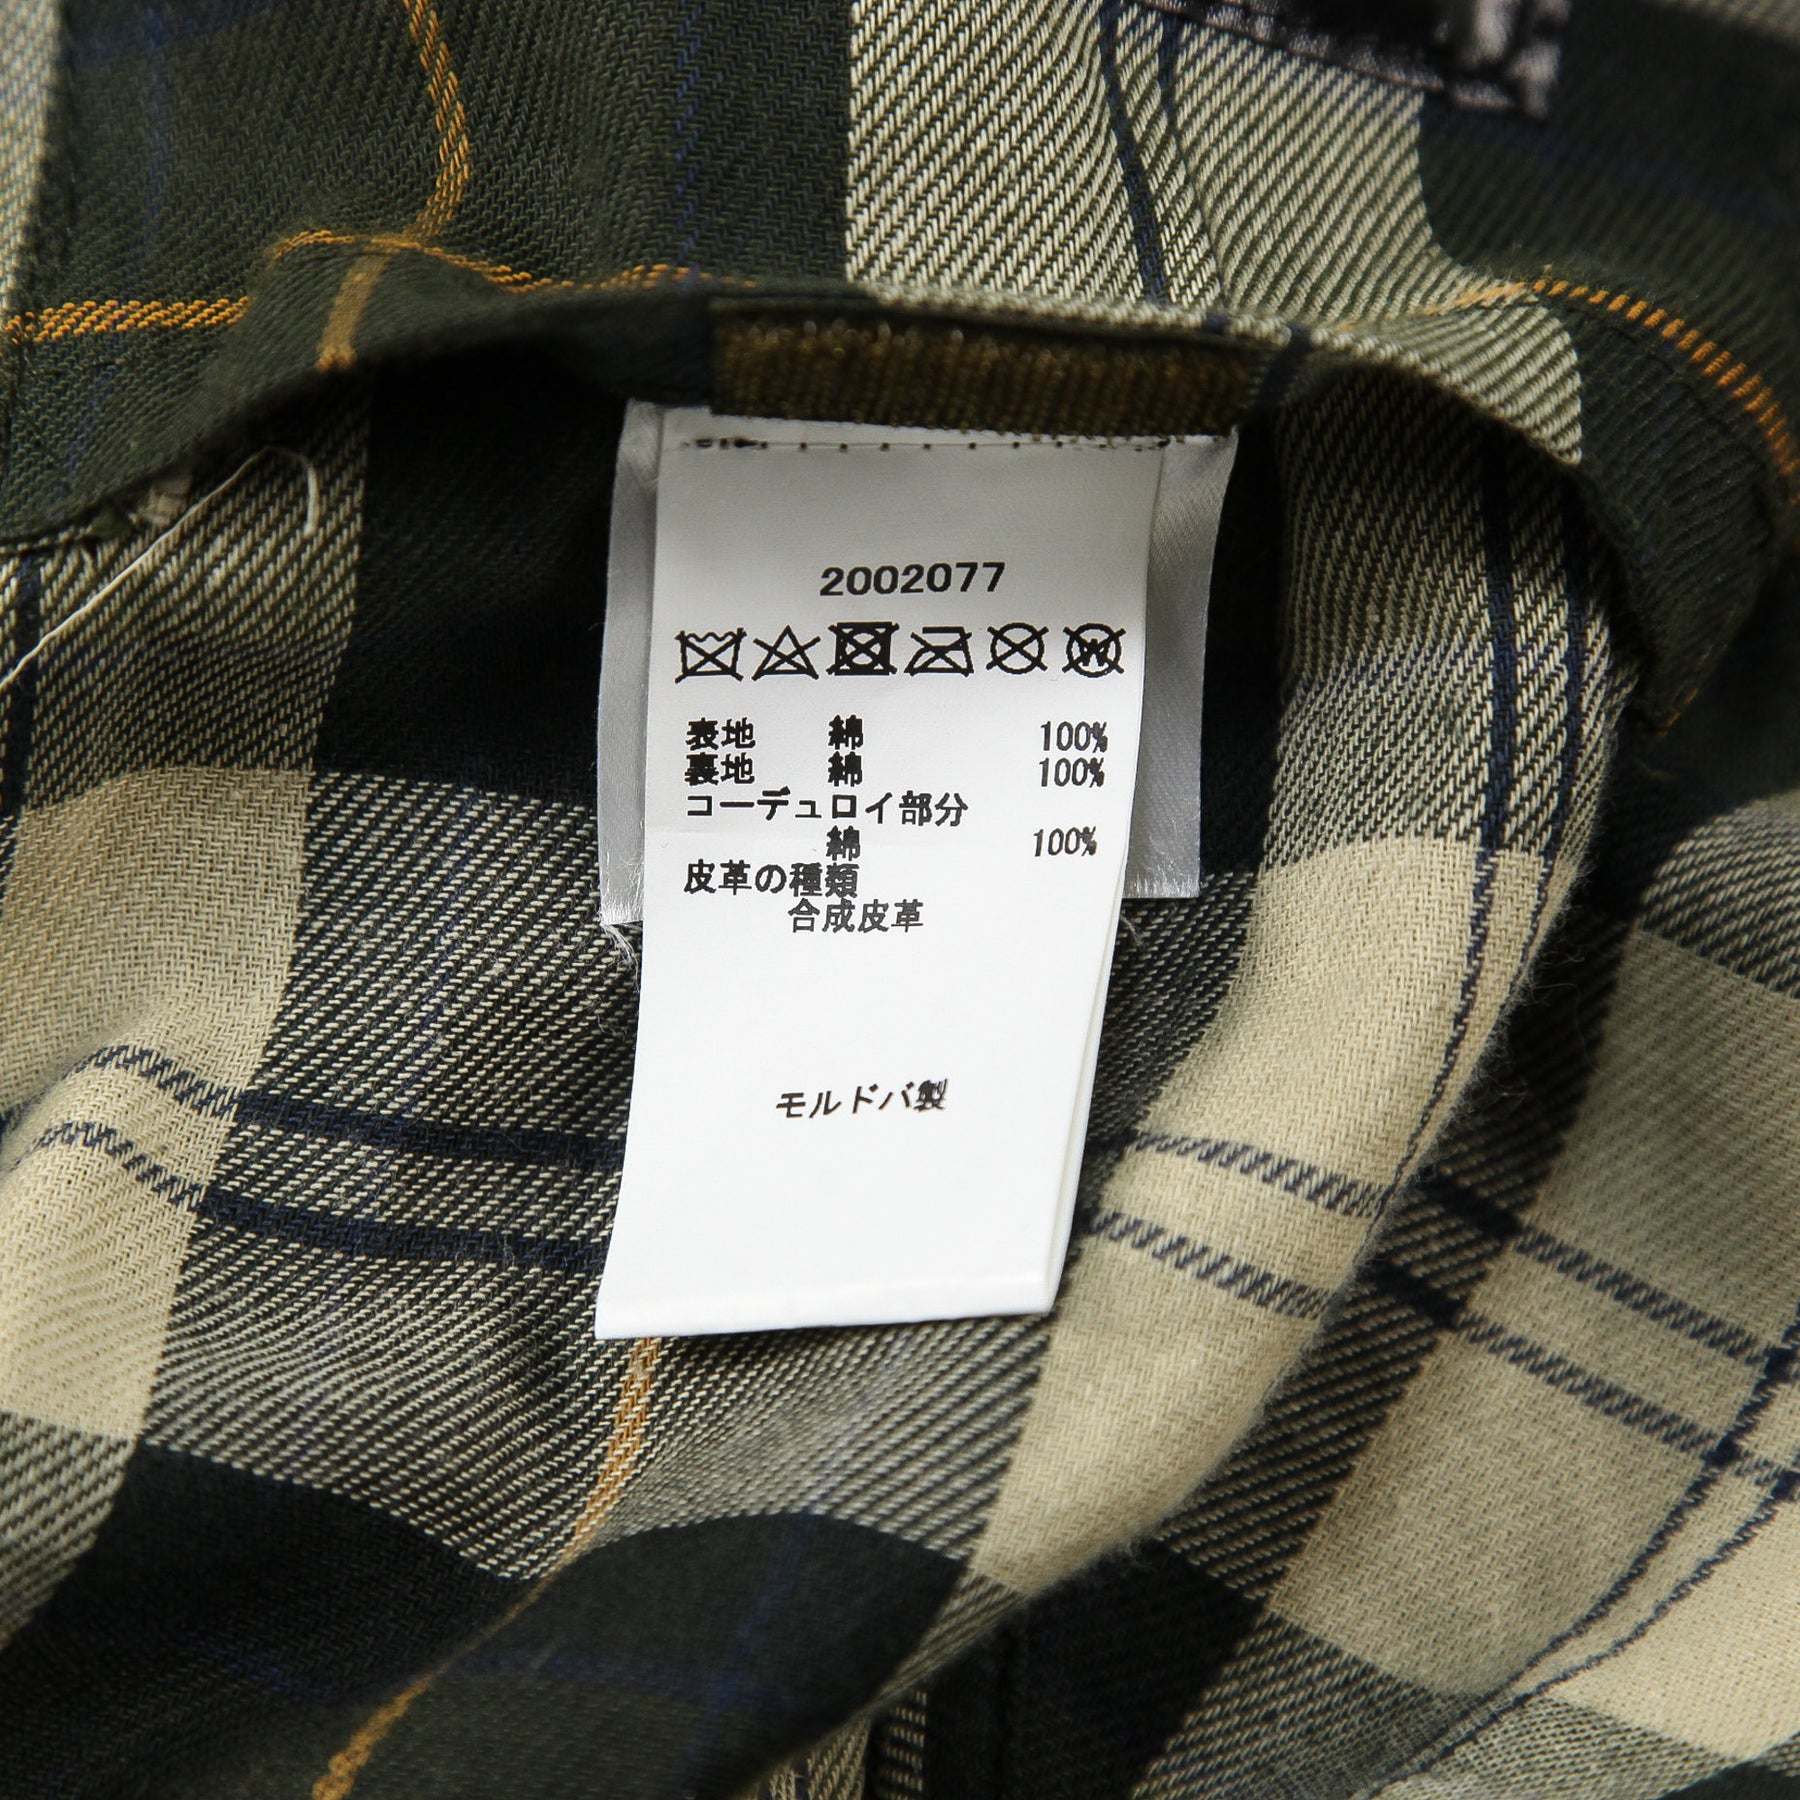 2002077
W
表地 綿 100%
裏地 綿 100%
コーデュロイ部分
綿 100%
皮革の種類
合成皮革
モルドバ製